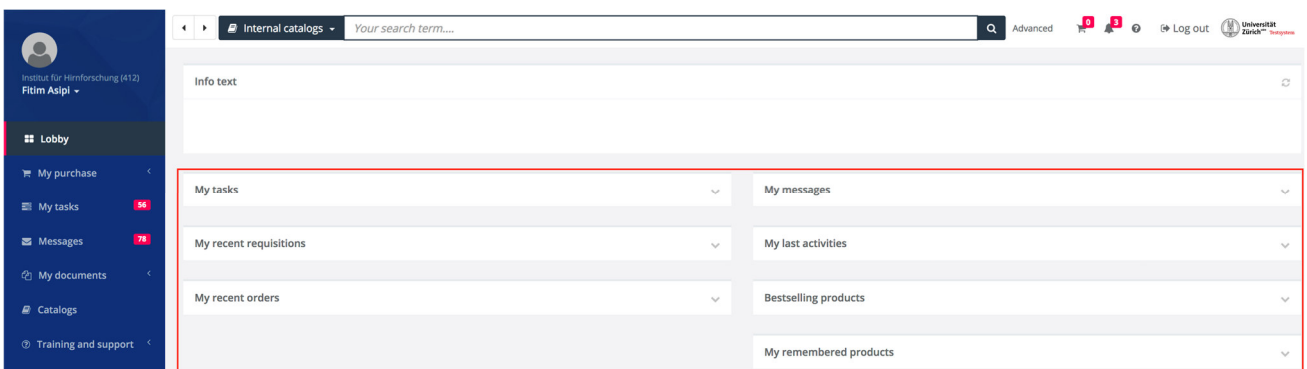 Internal catalogs
Your search term....
Advanced
0
3
Log out
Universität
Zürich UZH
Testsystem
Institut für Hirnforschung (412)
Fitim Asipi
Info text
Lobby
My purchase
My tasks
56
Messages
78
My documents
Catalogs
Training and support
My tasks
My messages
My recent requisitions
My last activities
My recent orders
Bestselling products
My remembered products